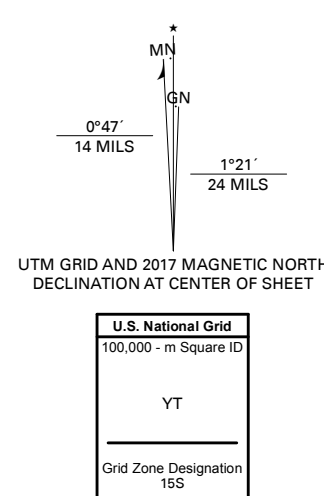 ★
MN
GN
0°47´
14 MILS
1°21´
24 MILS
UTM GRID AND 2017 MAGNETIC NORTH
DECLINATION AT CENTER OF SHEET
U.S. National Grid
100,000 - m Square ID
YT
Grid Zone Designation
15S